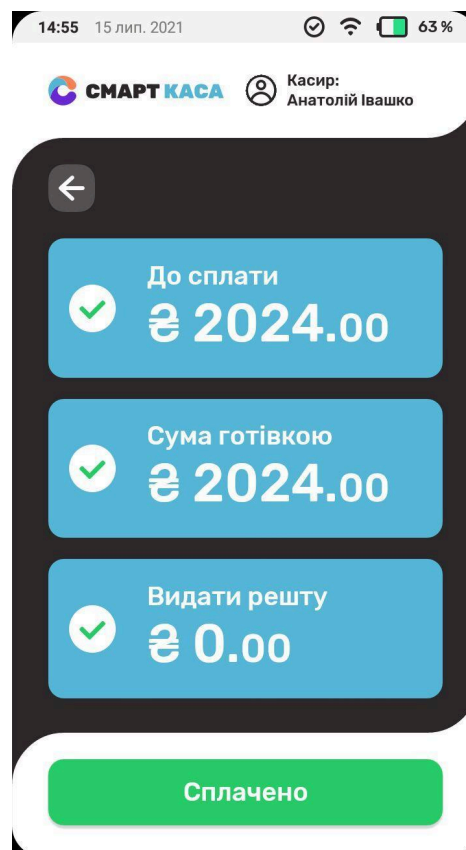 14:55 15 лип. 2021 63 %
СМАРТ КАСА
Касир:
Анатолій Івашко
До сплати
₴ 2024.00
Сума готівкою
₴ 2024.00
Видати решту
₴ 0.00
Сплачено